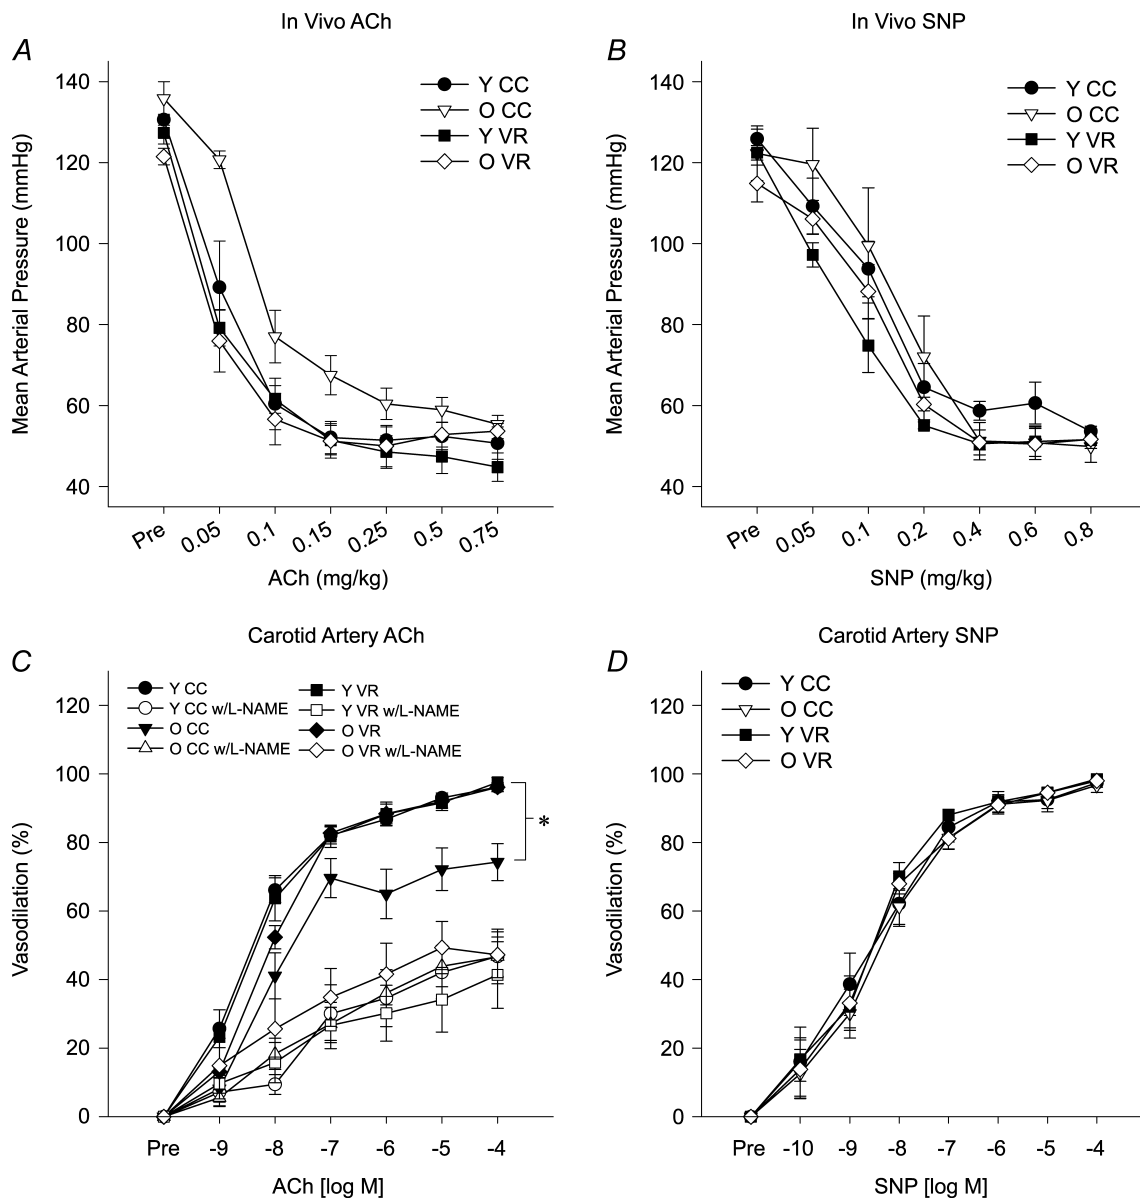 In Vivo ACh
A
140
120
100
80
60
40
Mean Arterial Pressure (mmHg)
Y CC
O CC
Y VR
O VR
Pre
0.05
0.1
0.15
0.25
0.5
0.75
ACh (mg/kg)
In Vivo SNP
B
140
120
100
80
60
40
Mean Arterial Pressure (mmHg)
Y CC
O CC
Y VR
O VR
Pre
0.05
0.1
0.2
0.4
0.6
0.8
SNP (mg/kg)
Carotid Artery ACh
C
120
100
80
60
40
20
0
Vasodilation (%)
Y CC
Y CC w/L-NAME
O CC
O CC w/L-NAME
Y VR
Y VR w/L-NAME
O VR
O VR w/L-NAME
*
Pre
-9
-8
-7
-6
-5
-4
ACh [log M]
Carotid Artery SNP
D
120
100
80
60
40
20
0
Vasodilation (%)
Y CC
O CC
Y VR
O VR
Pre
-10
-9
-8
-7
-6
-5
-4
SNP [log M]